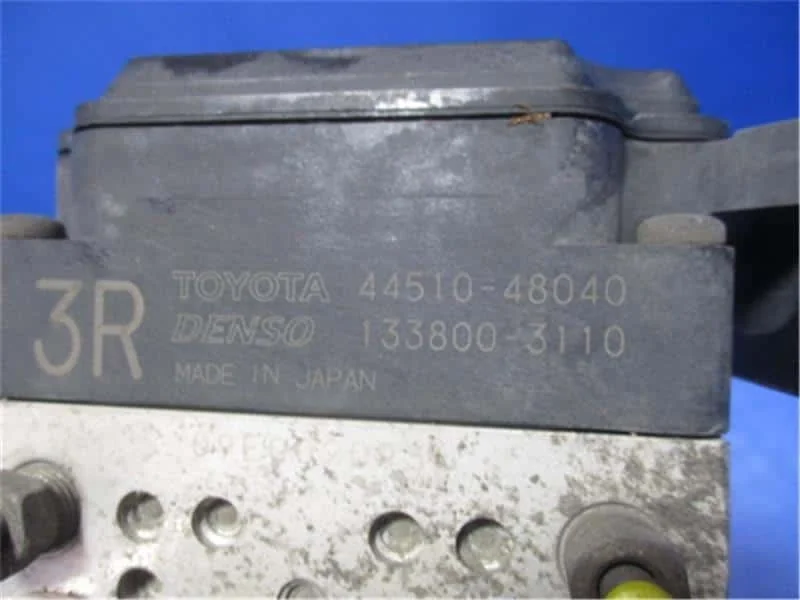 3R
TOYOTA 44510-48040
DENSO 133800-3110
MADE IN JAPAN